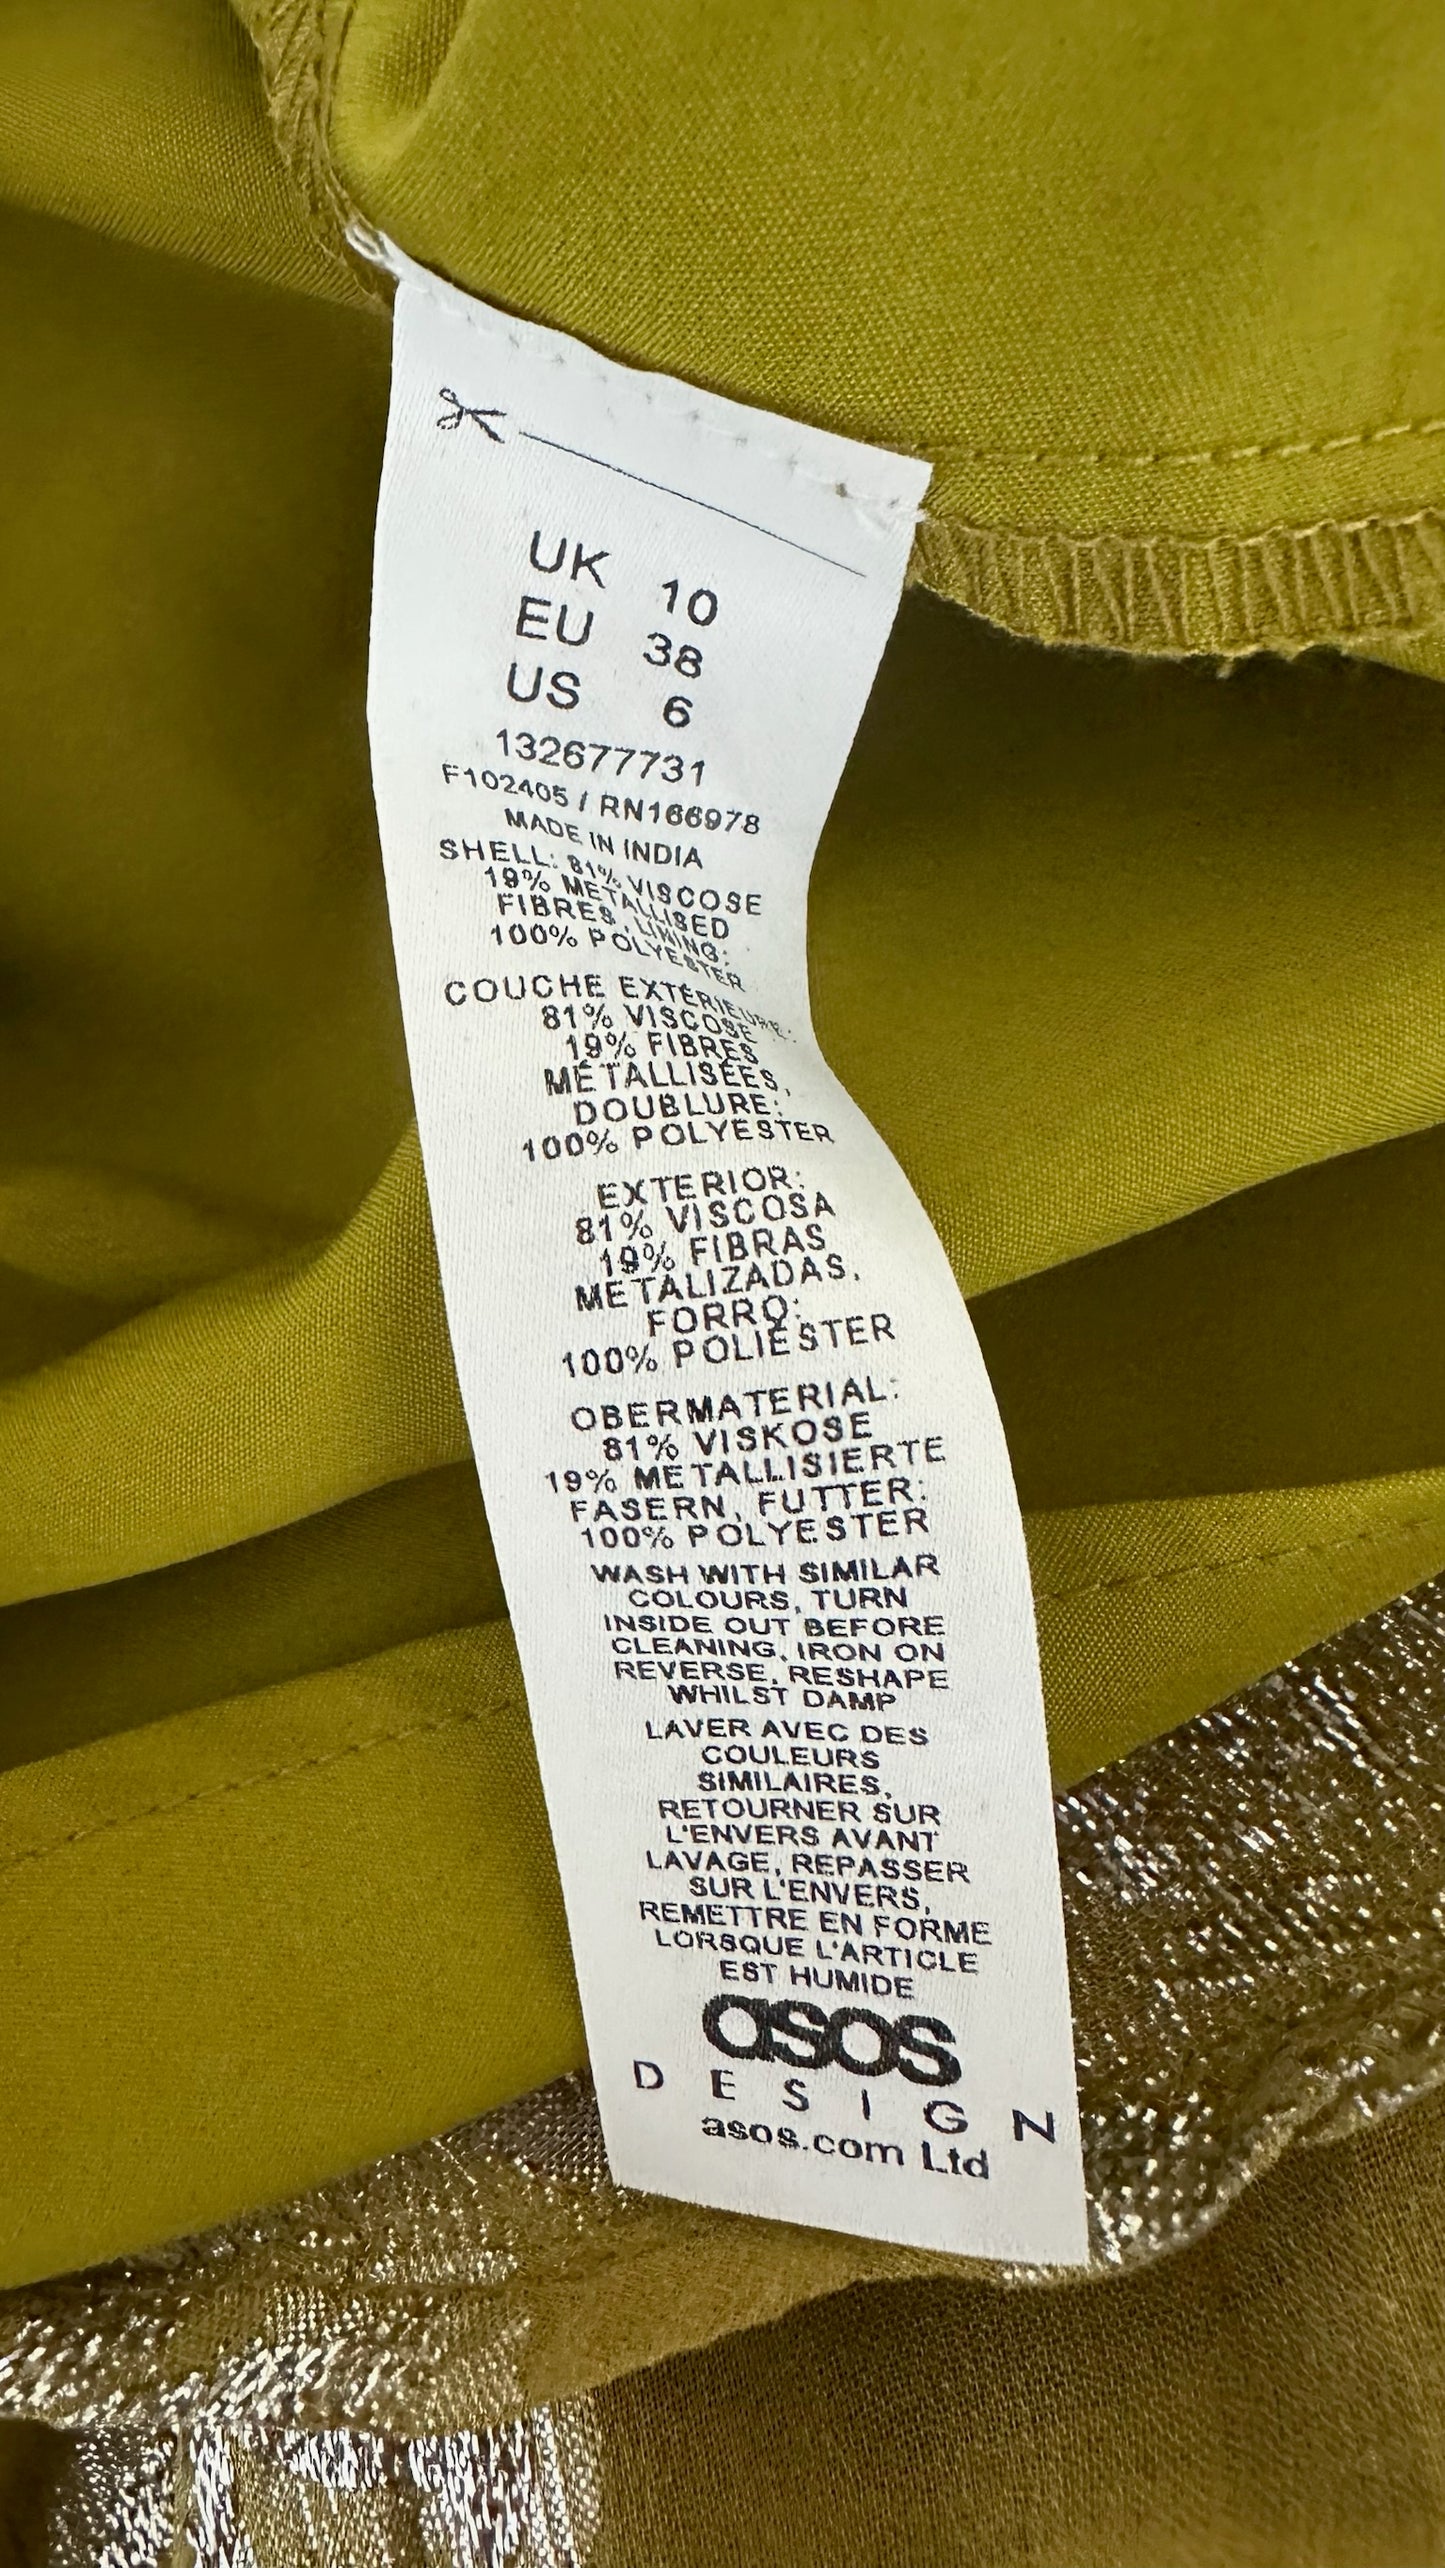 UK 10
EU 38
US 6
132677731
F102405 / RN166978
MADE IN INDIA
SHELL: 81% VISCOSE
19% METALLISED
FIBRES, LINING:
100% POLYESTER
COUCHE EXTÉRIEURE:
81% VISCOSE
19% FIBRES
MÉTALLISÉES,
DOUBLURE:
100% POLYESTER
EXTERIOR:
81% VISCOSA
19% FIBRAS
METALIZADAS,
FORRO:
100% POLIÉSTER
OBERMATERIAL:
81% VISKOSE
19% METALLISIERTE
FASERN, FUTTER:
100% POLYESTER
WASH WITH SIMILAR
COLOURS, TURN
INSIDE OUT BEFORE
CLEANING, IRON ON
REVERSE, RESHAPE
WHILST DAMP
LAVER AVEC DES
COULEURS
SIMILAIRES,
RETOURNER SUR
L'ENVERS AVANT
LAVAGE, REPASSER
SUR L'ENVERS,
REMETTRE EN FORME
LORSQUE L'ARTICLE
EST HUMIDE
asos
DESIGN
asos.com Ltd